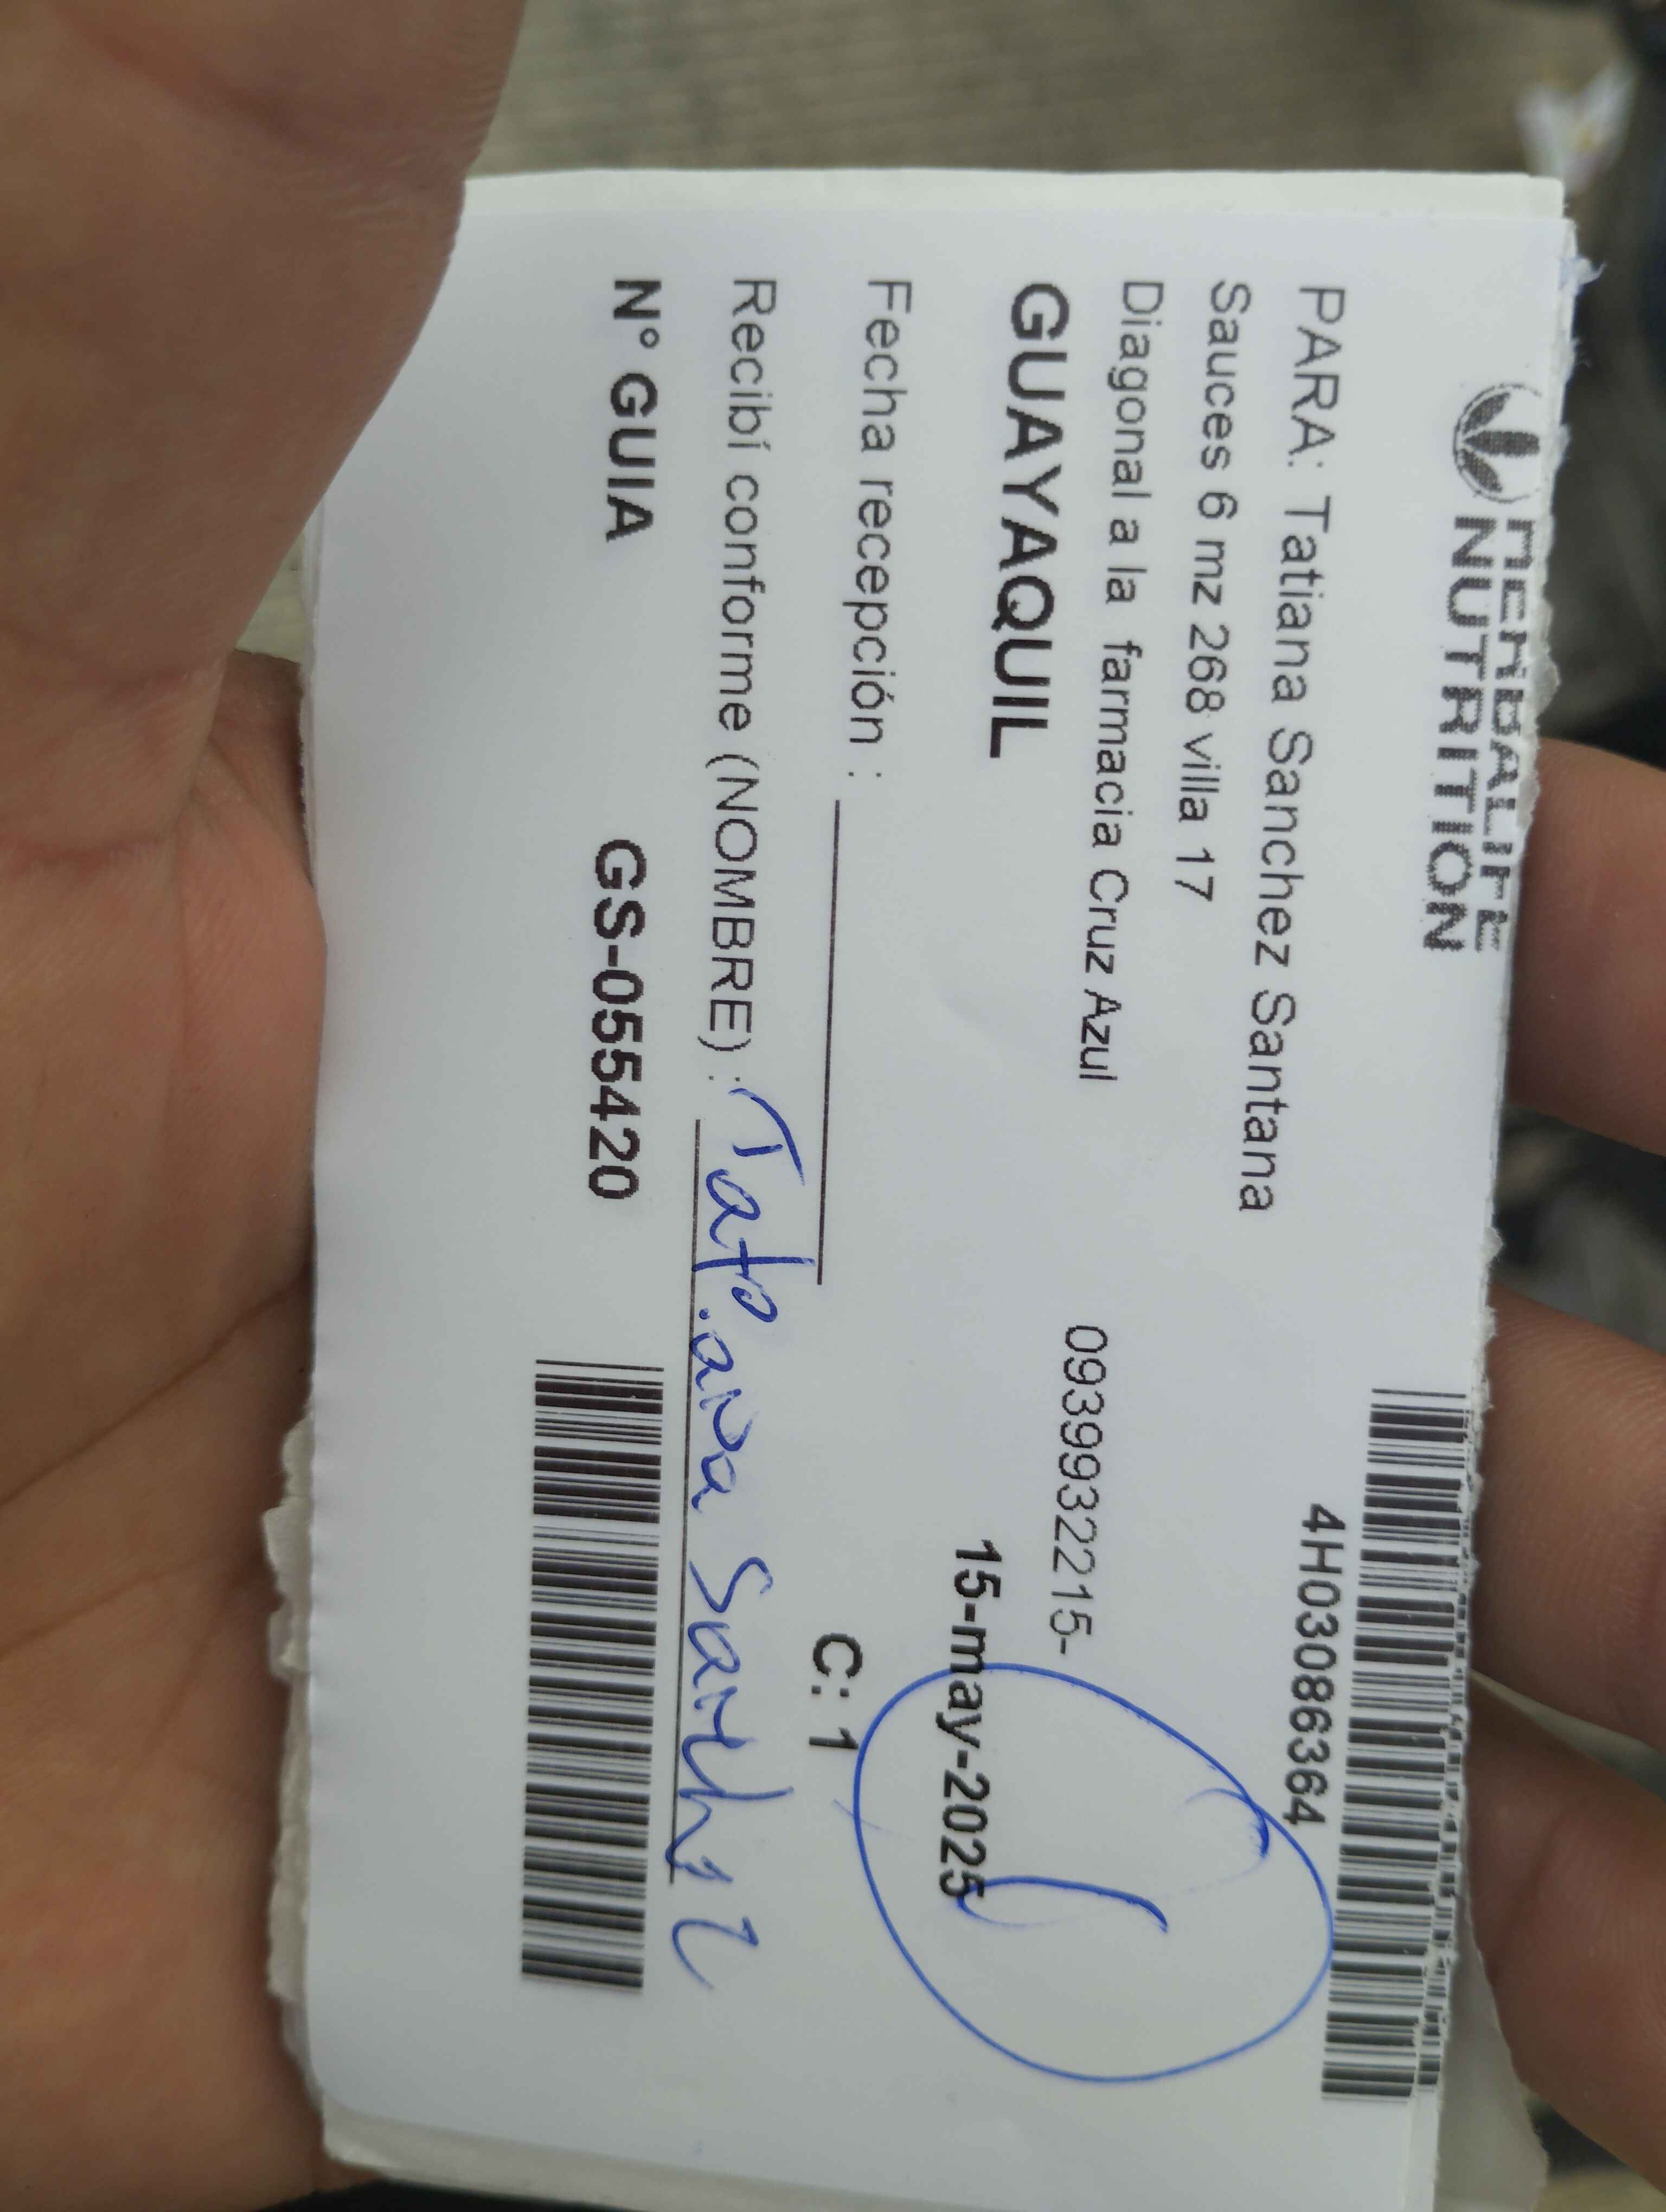 HERBALIFE
NUTRITION
4H03086364
PARA: Tatiana Sanchez Santana
Sauces 6 mz 268 villa 17
Diagonal a la farmacia Cruz Azul
0939932215-
GUAYAQUIL
15-may-2025
Fecha recepción :
C: 1
Recibí conforme (NOMBRE) : Tatiana
N° GUIA GS-055420